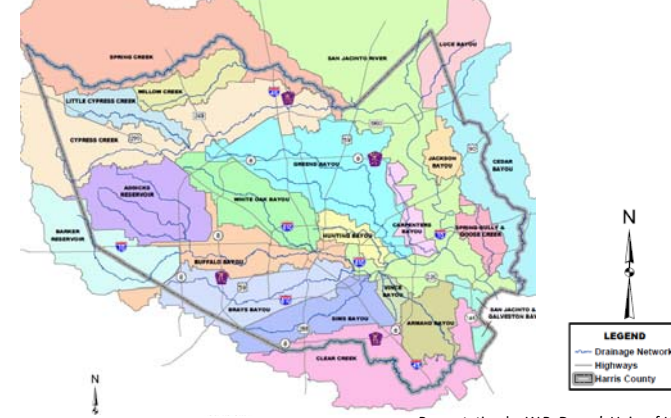 SPRING CREEK
SAN JACINTO RIVER
LUCE BAYOU
WILLOW CREEK
LITTLE CYPRESS CREEK
CYPRESS CREEK
GREENS BAYOU
JACKSON
BAYOU
CEDAR
BAYOU
ADDICKS
RESERVOIR
WHITE OAK BAYOU
BARKER
RESERVOIR
CARPENTERS
BAYOU
SPRING GULLY &
GOOSE CREEK
HUNTING BAYOU
BUFFALO BAYOU
VINCE
BAYOU
BRAYS BAYOU
SIMS BAYOU
ARMAND BAYOU
SAN JACINTO &
GALVESTON BAY
CLEAR CREEK
N
N
LEGEND
Drainage Network
Highways
Harris County